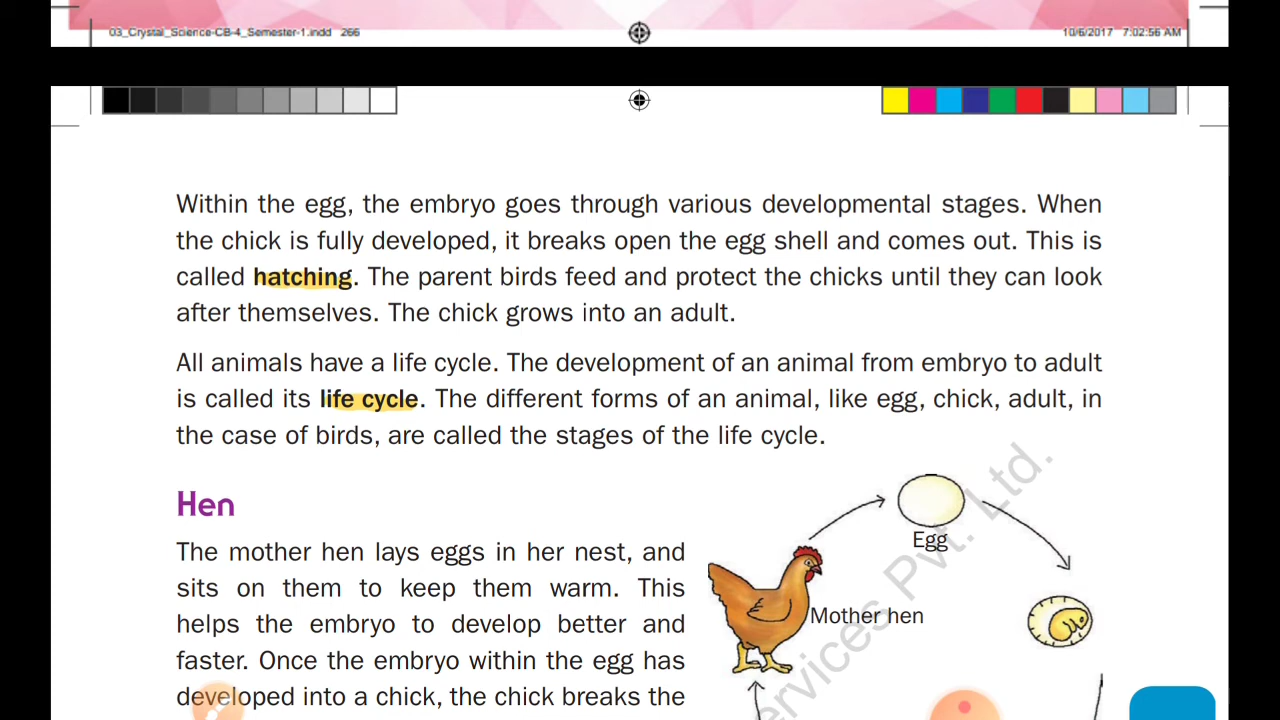 03_Crystal_Science-CB-4_Semester-1.indd 266
10/6/2017 7:02:56 AM
Within the egg, the embryo goes through various developmental stages. When
the chick is fully developed, it breaks open the egg shell and comes out. This is
called hatching. The parent birds feed and protect the chicks until they can look
after themselves. The chick grows into an adult.
All animals have a life cycle. The development of an animal from embryo to adult
is called its life cycle. The different forms of an animal, like egg, chick, adult, in
the case of birds, are called the stages of the life cycle.
Hen
The mother hen lays eggs in her nest, and
sits on them to keep them warm. This
helps the embryo to develop better and
faster. Once the embryo within the egg has
developed into a chick, the chick breaks the
Egg
Mother hen
ervices Pvt. Ltd.